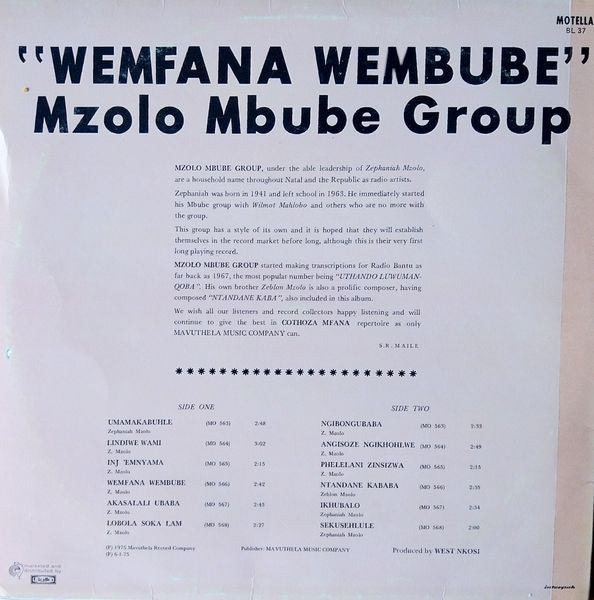 MOTELLA
BL 37
"WEMFANA WEMBUBE"
Mzolo Mbube Group
MZOLO MBUBE GROUP, under the able leadership of Zephaniah Mzolo,
are a household name throughout Natal and the Republic as radio artists.
Zephaniah was born in 1941 and left school in 1963. He immediately started
his Mbube group with Wilmot Mahlobo and others who are no more with
the group.
This group has a style of its own and it is hoped that they will establish
themselves in the record market before long, although this is their very first
long playing record.
MZOLO MBUBE GROUP started making transcriptions for Radio Bantu as
far back as 1967, the most popular number being "UTHANDO LUWUMAN-
QOBA". His own brother Zeblon Mzolo is also a prolific composer, having
composed "NTANDANE KABA", also included in this album.
We wish all our listeners and record collectors happy listening and will
continue to give the best in COTHOZA MFANA repertoire as only
MAVUTHELA MUSIC COMPANY can.
S.R. MAILE
SIDE ONE
UMAMAKABUHLE (MO 563) 2:48
Zephaniah Mzolo
LINDIWE WAMI (MO 564) 3:02
Z. Mzolo
INJ 'EMNYAMA (MO 565) 2:15
Z. Mzolo
WEMFANA WEMBUBE (MO 566) 2:42
Z. Mzolo
AKASALALI UBABA (MO 567) 2:43
Z. Mzolo
LOBOLA SOKA LAM (MO 568) 2:27
Z. Mzolo
SIDE TWO
NGIBONGUBABA (MO 563) 2:33
Z. Mzolo
ANGISOZE NGIKHOHLWE (MO 564) 2:49
Z. Mzolo
PHELELANI ZINSIZWA (MO 565) 2:15
Z. Mzolo
NTANDANE KABABA (MO 566) 2:35
Zeblon Mzolo
IKHUBALO (MO 567) 2:34
Zephaniah Mzolo
SEKUSEHLULE (MO 568) 2:00
Zephaniah Mzolo
(P) 1975 Mavuthela Record Company
(P) 6-1-75
Publisher: MAVUTHELA MUSIC COMPANY
Produced by WEST NKOSI
marketed and
distributed by